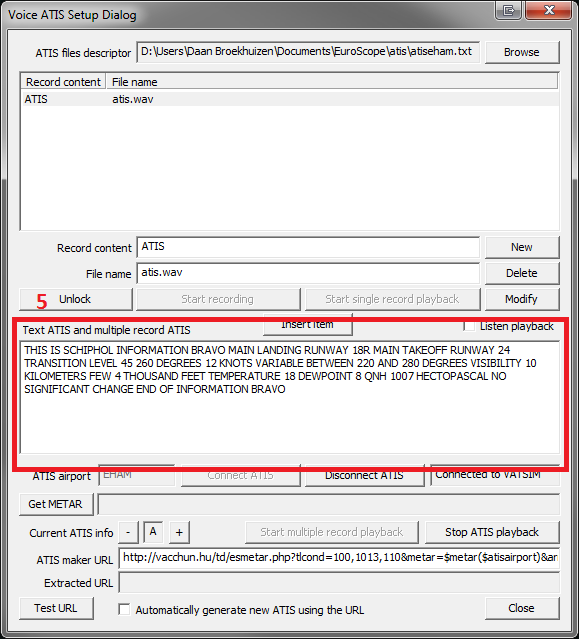 Voice ATIS Setup Dialog
ATIS files descriptor D:\Users\Daan Broekhuizen\Documents\EuroScope\atis\atiseham.txt Browse
Record content File name
ATIS atis.wav
Record content ATIS New
File name atis.wav Delete
5 Unlock Start recording Start single record playback Modify
Text ATIS and multiple record ATIS Insert item Listen playback
THIS IS SCHIPHOL INFORMATION BRAVO MAIN LANDING RUNWAY 18R MAIN TAKEOFF RUNWAY 24
TRANSITION LEVEL 45 260 DEGREES 12 KNOTS VARIABLE BETWEEN 220 AND 280 DEGREES VISIBILITY 10
KILOMETERS FEW 4 THOUSAND FEET TEMPERATURE 18 DEWPOINT 8 QNH 1007 HECTOPASCAL NO
SIGNIFICANT CHANGE END OF INFORMATION BRAVO
ATIS airport EHAM Connect ATIS Disconnect ATIS Connected to VATSIM
Get METAR
Current ATIS info - A + Start multiple record playback Stop ATIS playback
ATIS maker URL http://vacchun.hu/td/esmetar.php?tlcond=100,1013,110&metar=$metar($atisairport)&ar
Extracted URL
Test URL Automatically generate new ATIS using the URL Close